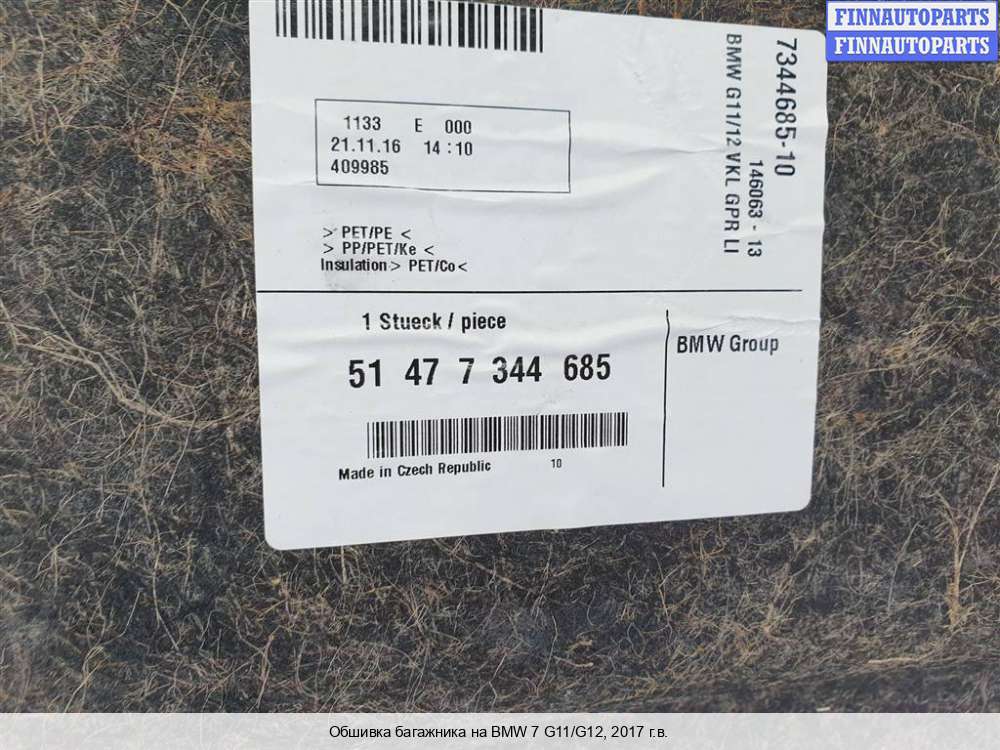 FINNAUTOPARTS
FINNAUTOPARTS
1133 E 000
21.11.16 14:10
409985
> PET/PE <
> PP/PET/Ke <
Insulation > PET/Co <
7344685-10
146063 - 13
BMW G11/12 VKL GPR LI
1 Stueck / piece
51 47 7 344 685
BMW Group
Made in Czech Republic 10
Обшивка багажника на BMW 7 G11/G12, 2017 г.в.